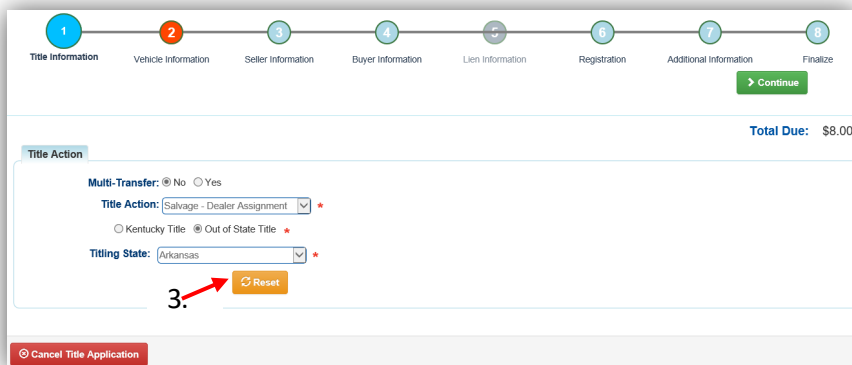 1 2 3 4 5 6 7 8
Title Information Vehicle Information Seller Information Buyer Information Lien Information Registration Additional Information Finalize
Continue
Total Due: $8.00
Title Action
Multi-Transfer: No Yes
Title Action: Salvage - Dealer Assignment *
Kentucky Title Out of State Title *
Titling State: Arkansas *
Reset
3.
Cancel Title Application